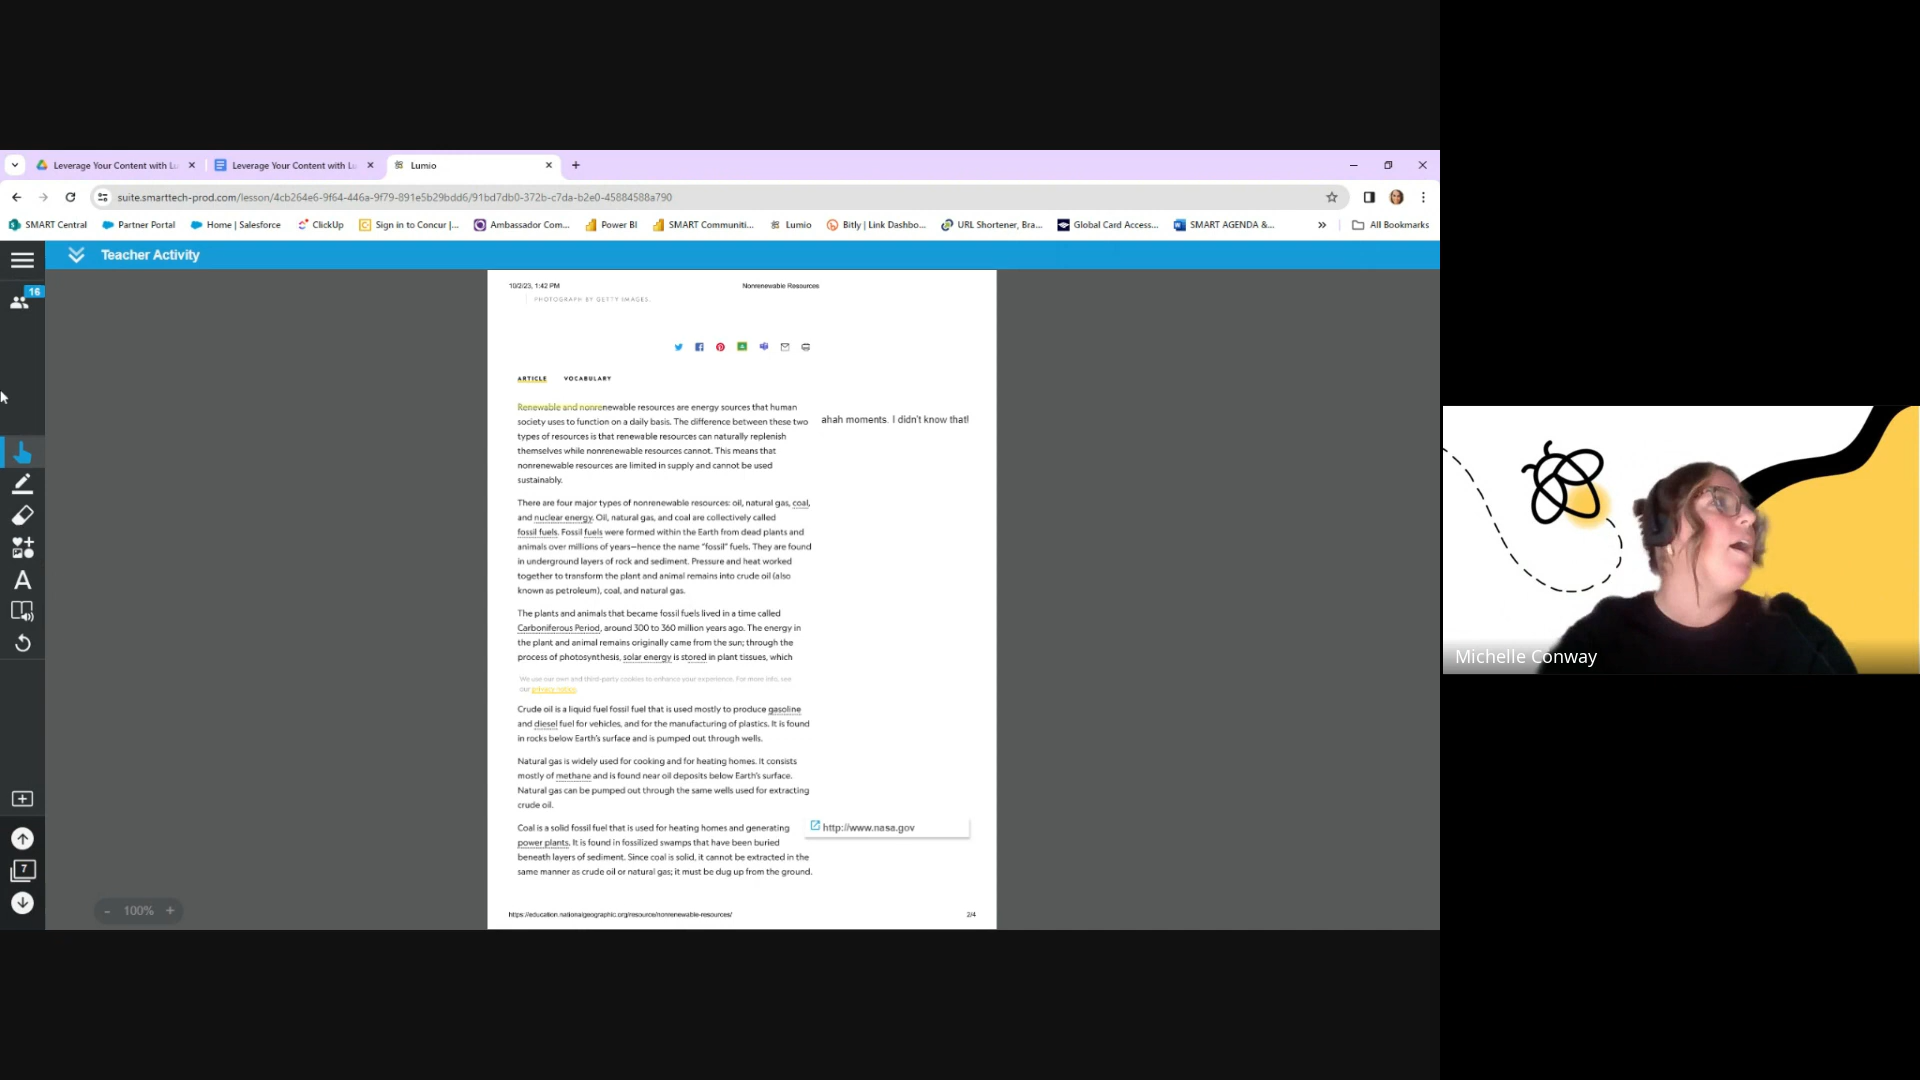 Leverage Your Content with Lu
Leverage Your Content with Lu
Lumio
suite.smarttech-prod.com/lesson/4cb264e6-9f64-446a-9f79-891e5b29bdd6/91bd7db0-372b-c7da-b2e0-45884588a790
SMART Central
Partner Portal
Home | Salesforce
ClickUp
Sign in to Concur |...
Ambassador Com...
Power BI
SMART Communiti...
Lumio
Bitly | Link Dashbo...
URL Shortener, Bra...
Global Card Access...
SMART AGENDA &...
All Bookmarks
Teacher Activity
16
10/2/23, 1:42 PM
Nonrenewable Resources
PHOTOGRAPH BY GETTY IMAGES.
ARTICLE VOCABULARY
Renewable and nonrenewable resources are energy sources that human
society uses to function on a daily basis. The difference between these two
types of resources is that renewable resources can naturally replenish
themselves while nonrenewable resources cannot. This means that
nonrenewable resources are limited in supply and cannot be used
sustainably.
ahah moments. I didn't know that!
There are four major types of nonrenewable resources: oil, natural gas, coal,
and nuclear energy. Oil, natural gas, and coal are collectively called
fossil fuels. Fossil fuels were formed within the Earth from dead plants and
animals over millions of years—hence the name "fossil" fuels. They are found
in underground layers of rock and sediment. Pressure and heat worked
together to transform the plant and animal remains into crude oil (also
known as petroleum), coal, and natural gas.
The plants and animals that became fossil fuels lived in a time called
Carboniferous Period, around 300 to 360 million years ago. The energy in
the plant and animal remains originally came from the sun; through the
process of photosynthesis, solar energy is stored in plant tissues, which
We use our own and third-party cookies to enhance your experience. For more info, see
our privacy notice.
Crude oil is a liquid fuel fossil fuel that is used mostly to produce gasoline
and diesel fuel for vehicles, and for the manufacturing of plastics. It is found
in rocks below Earth's surface and is pumped out through wells.
Natural gas is widely used for cooking and for heating homes. It consists
mostly of methane and is found near oil deposits below Earth's surface.
Natural gas can be pumped out through the same wells used for extracting
crude oil.
Coal is a solid fossil fuel that is used for heating homes and generating
power plants. It is found in fossilized swamps that have been buried
beneath layers of sediment. Since coal is solid, it cannot be extracted in the
same manner as crude oil or natural gas; it must be dug up from the ground.
http://www.nasa.gov
https://education.nationalgeographic.org/resource/nonrenewable-resources/
2/4
A
7
- 100% +
Michelle Conway